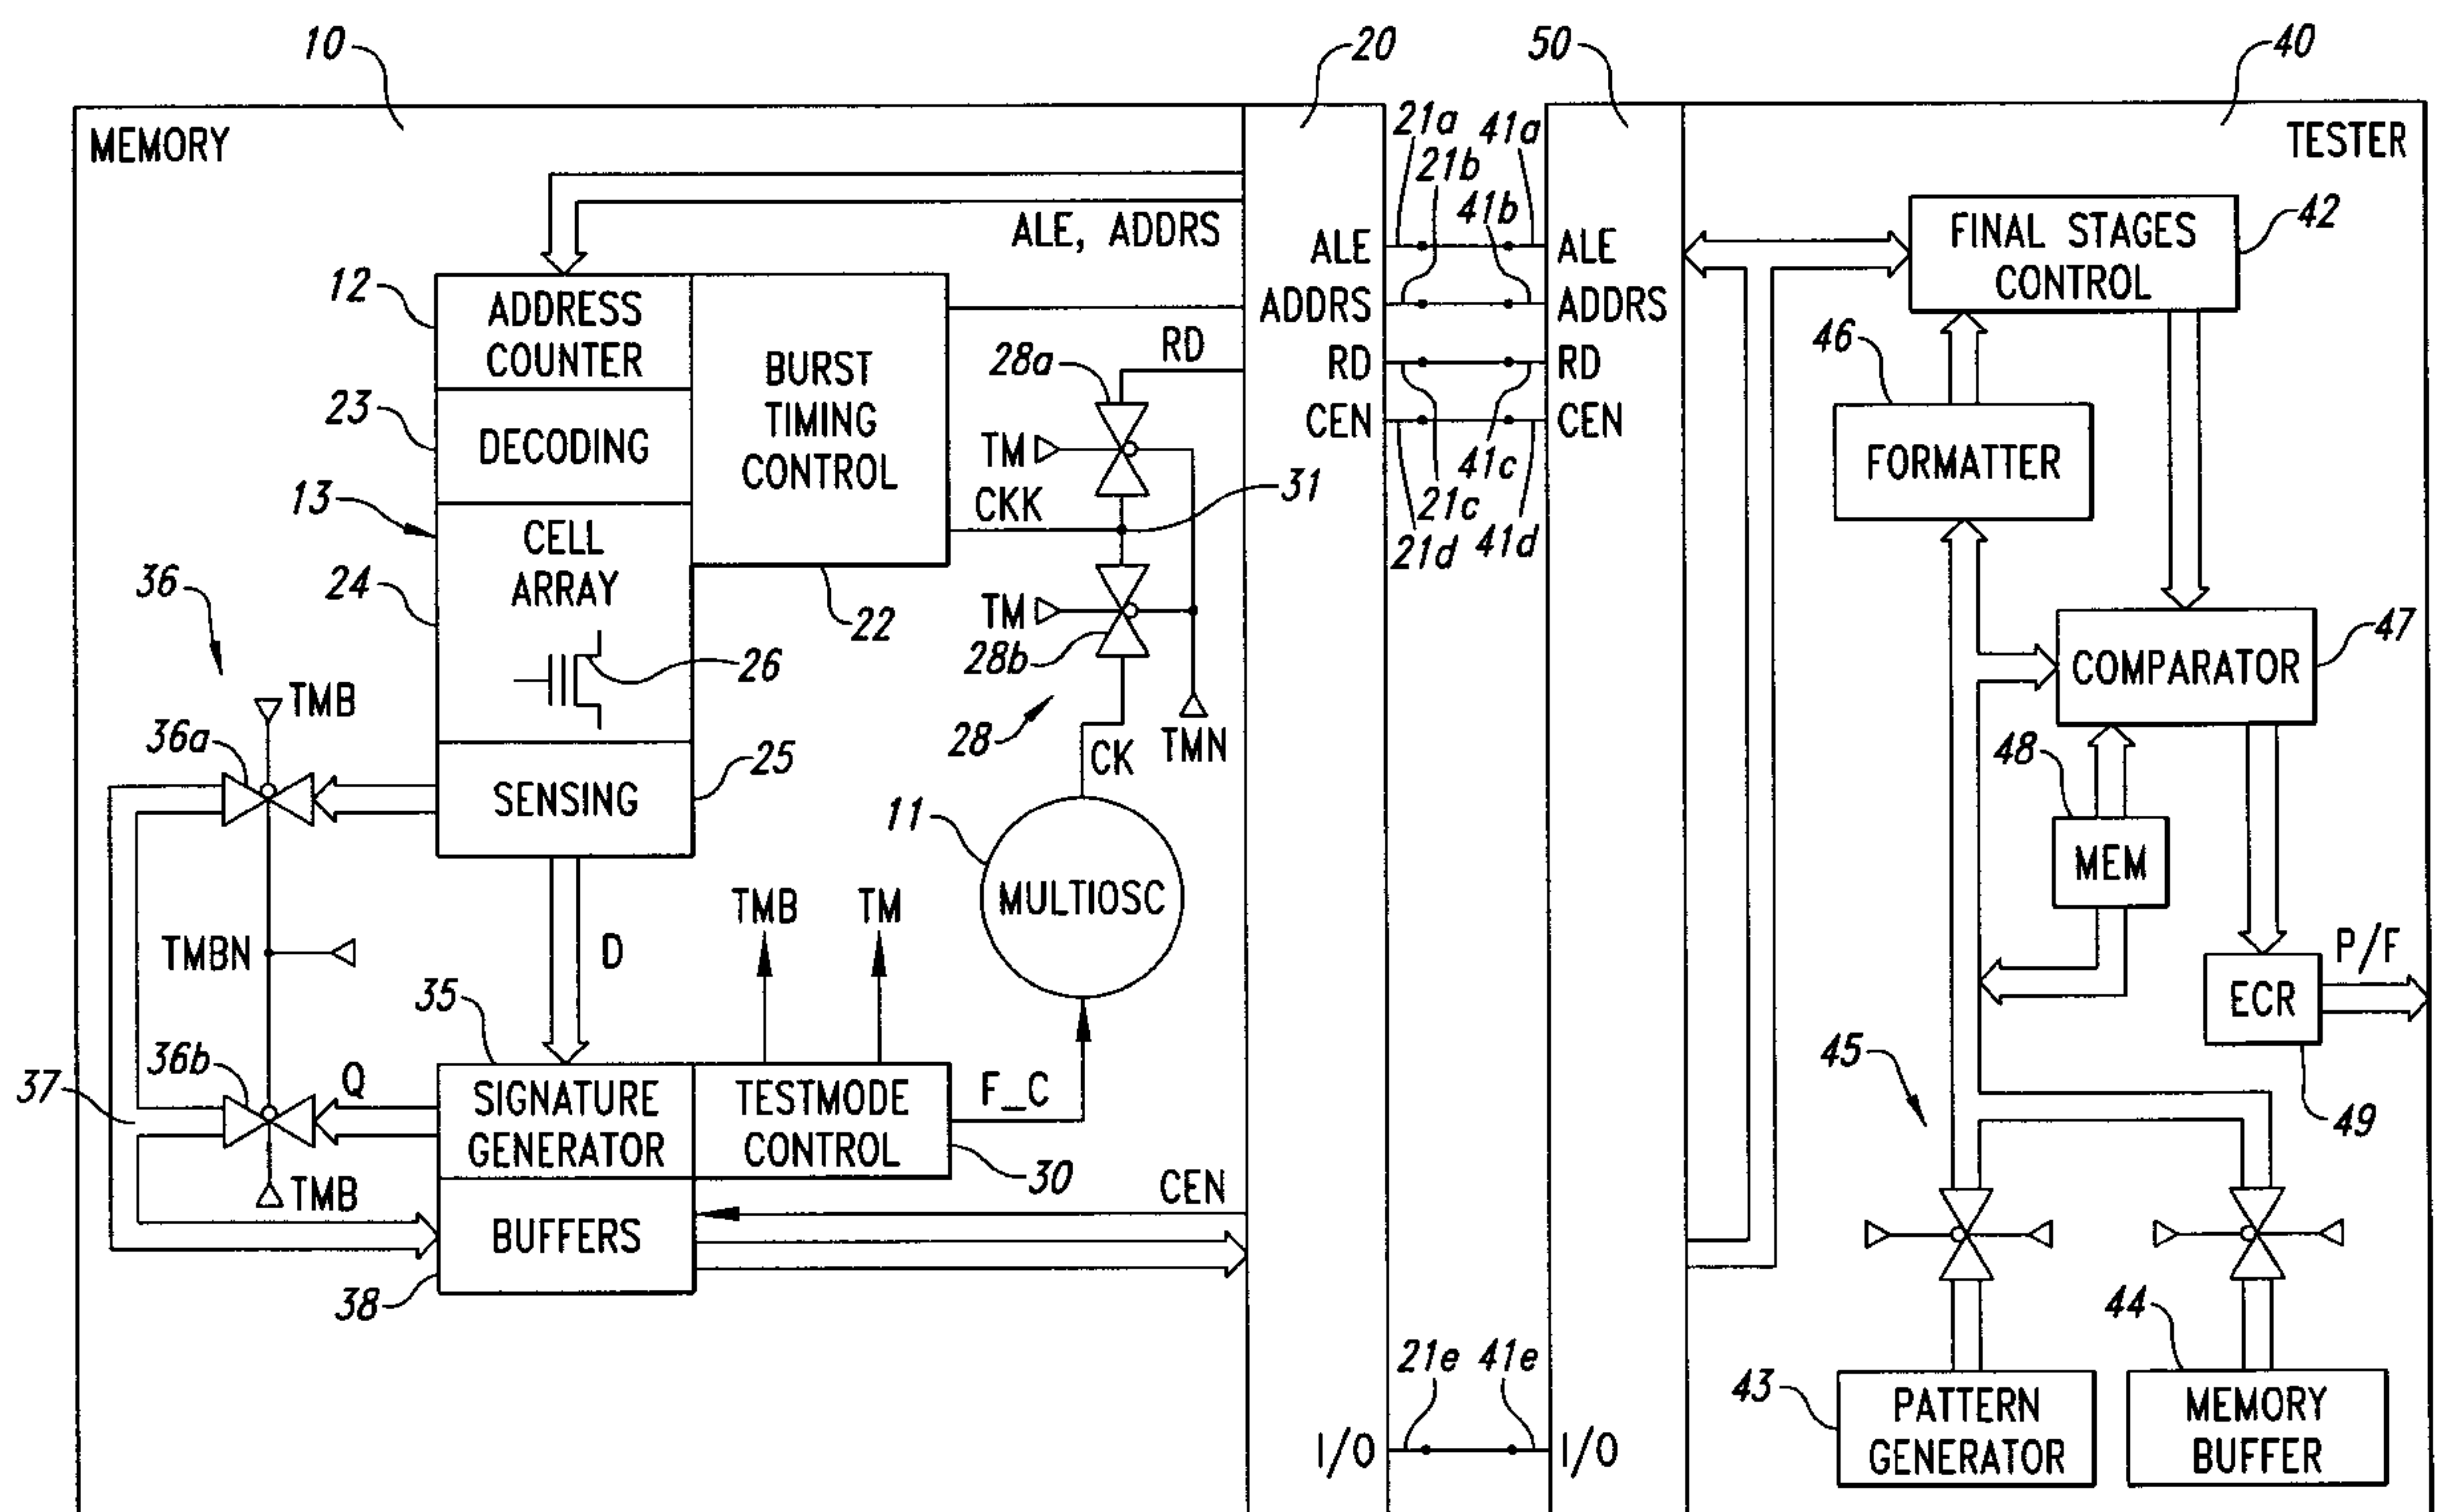 10
20
50
40
MEMORY
21a
41a
TESTER
21b
41b
ALE, ADDRS
ALE
ALE
FINAL STAGES
CONTROL
42
12
ADDRESS
COUNTER
ADDRS
ADDRS
RD
28a
RD
RD
46
23
DECODING
BURST
TIMING
CONTROL
CEN
CEN
TM
41c
FORMATTER
13
CKK
31
21c
CELL
ARRAY
21d
41d
36
24
22
TM
28b
47
COMPARATOR
26
TMB
36a
28
CK
TMN
48
25
SENSING
11
MEM
MULTIOSC
TMB
TM
TMBN
D
P/F
35
ECR
36b
Q
45
37
SIGNATURE
GENERATOR
TESTMODE
CONTROL
F_C
49
30
TMB
CEN
BUFFERS
38
44
21e
41e
43
I/O
I/O
PATTERN
GENERATOR
MEMORY
BUFFER